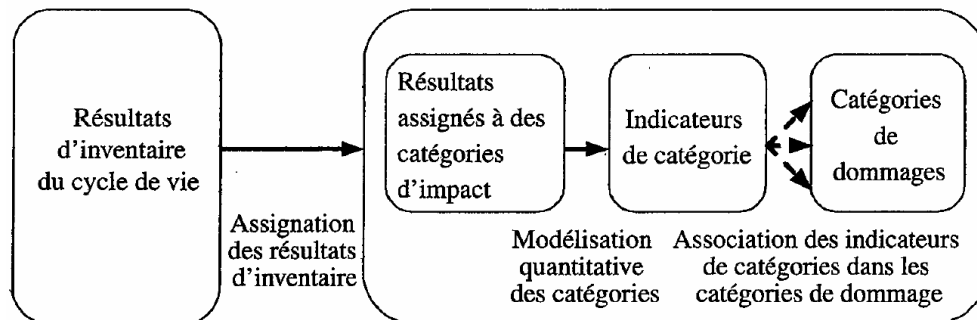 Résultats
d'inventaire
du cycle de vie
Assignation
des résultats
d'inventaire
Résultats
assignés à des
catégories
d'impact
Modélisation
quantitative
des catégories
Indicateurs
de catégorie
Association des indicateurs
de catégories dans les
catégories de dommage
Catégories
de
dommages